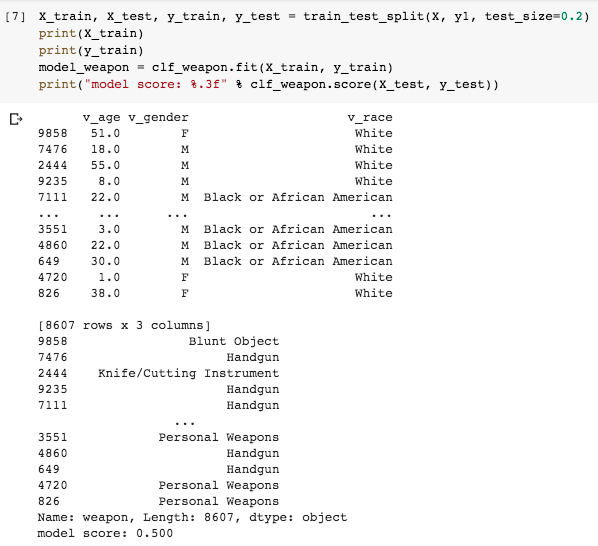 [7] X_train, X_test, y_train, y_test = train_test_split(X, y1, test_size=0.2)
print(X_train)
print(y_train)
model_weapon = clf_weapon.fit(X_train, y_train)
print("model score: %.3f" % clf_weapon.score(X_test, y_test))
v_age v_gender v_race
9858 51.0 F White
7476 18.0 M White
2444 55.0 M White
9235 8.0 M White
7111 22.0 M Black or African American
... ... ... ...
3551 3.0 M Black or African American
4860 22.0 M Black or African American
649 30.0 M Black or African American
4720 1.0 F White
826 38.0 F White
[8607 rows x 3 columns]
9858 Blunt Object
7476 Handgun
2444 Knife/Cutting Instrument
9235 Handgun
7111 Handgun
...
3551 Personal Weapons
4860 Handgun
649 Handgun
4720 Personal Weapons
826 Personal Weapons
Name: weapon, Length: 8607, dtype: object
model score: 0.500